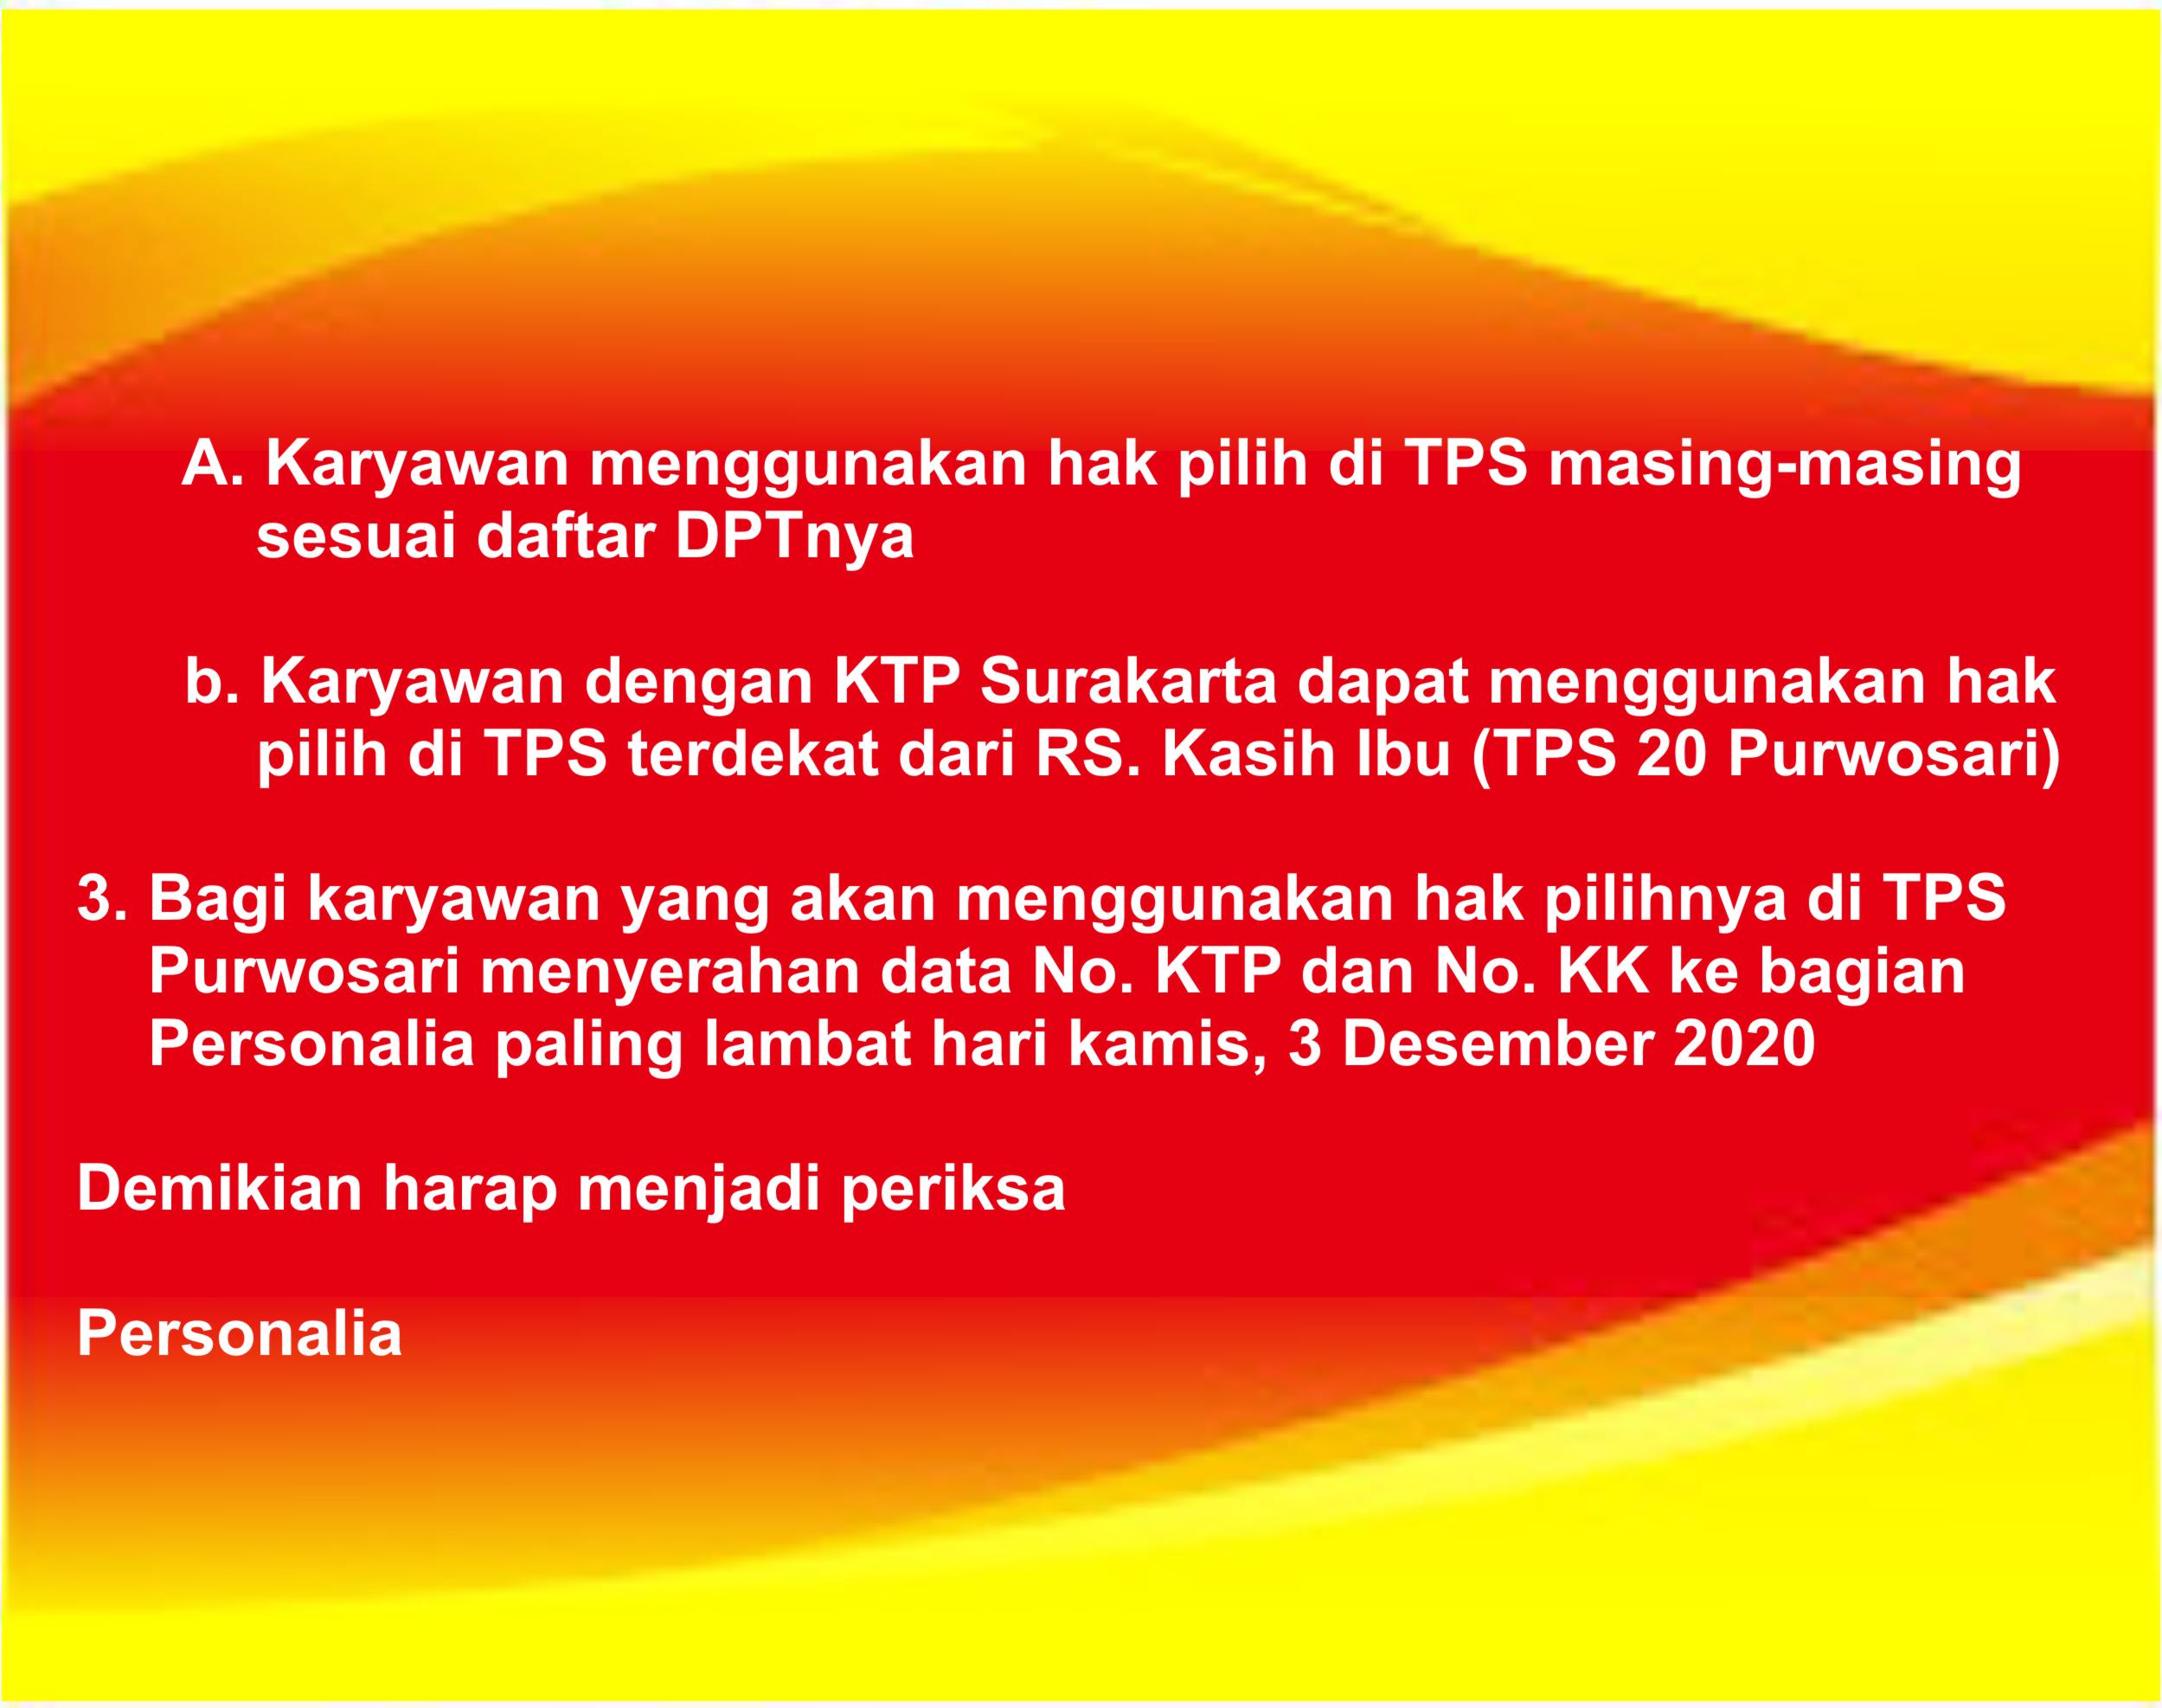 A. Karyawan menggunakan hak pilih di TPS masing-masing
sesuai daftar DPTnya
b. Karyawan dengan KTP Surakarta dapat menggunakan hak
pilih di TPS terdekat dari RS. Kasih Ibu (TPS 20 Purwosari)
3. Bagi karyawan yang akan menggunakan hak pilihnya di TPS
Purwosari menyerahan data No. KTP dan No. KK ke bagian
Personalia paling lambat hari kamis, 3 Desember 2020
Demikian harap menjadi periksa
Personalia